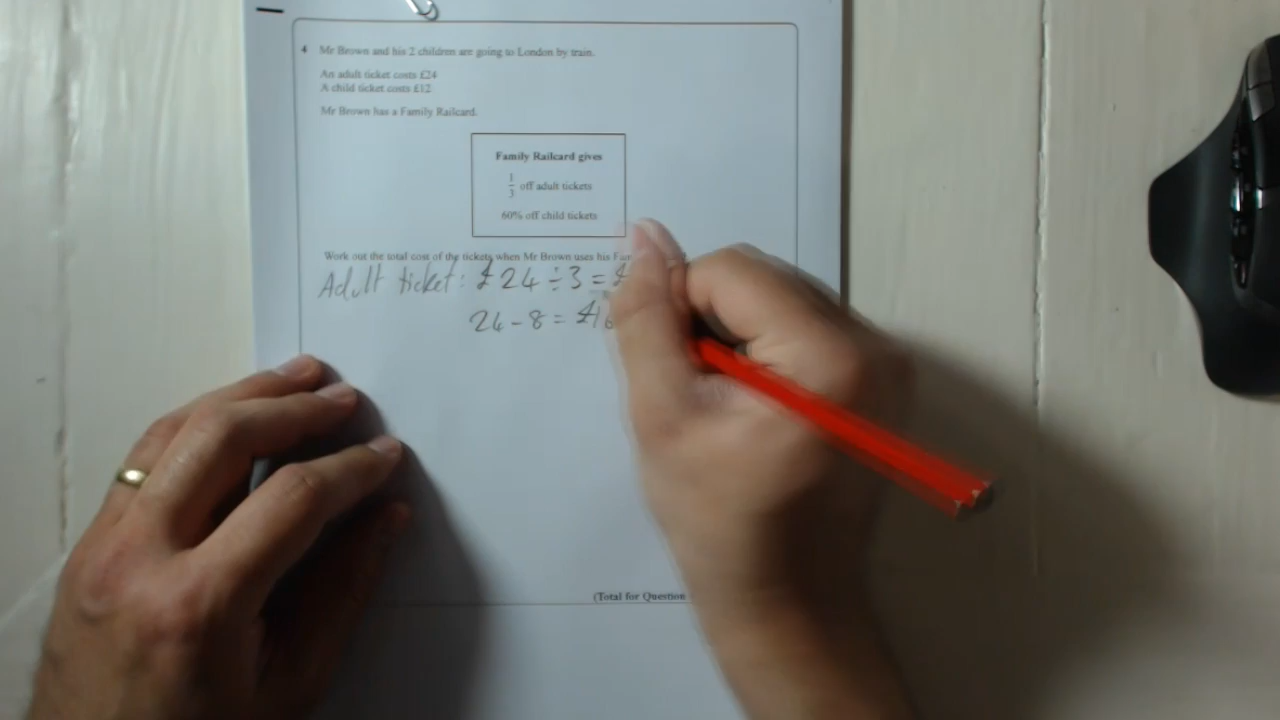 4 Mr Brown and his 2 children are going to London by train.
An adult ticket costs £24
A child ticket costs £12
Mr Brown has a Family Railcard.
Family Railcard gives
1/3 off adult tickets
60% off child tickets
Work out the total cost of the tickets when Mr Brown uses his
Adult ticket: £24 ÷ 3 = £
24 - 8 = £16
(Total for Question